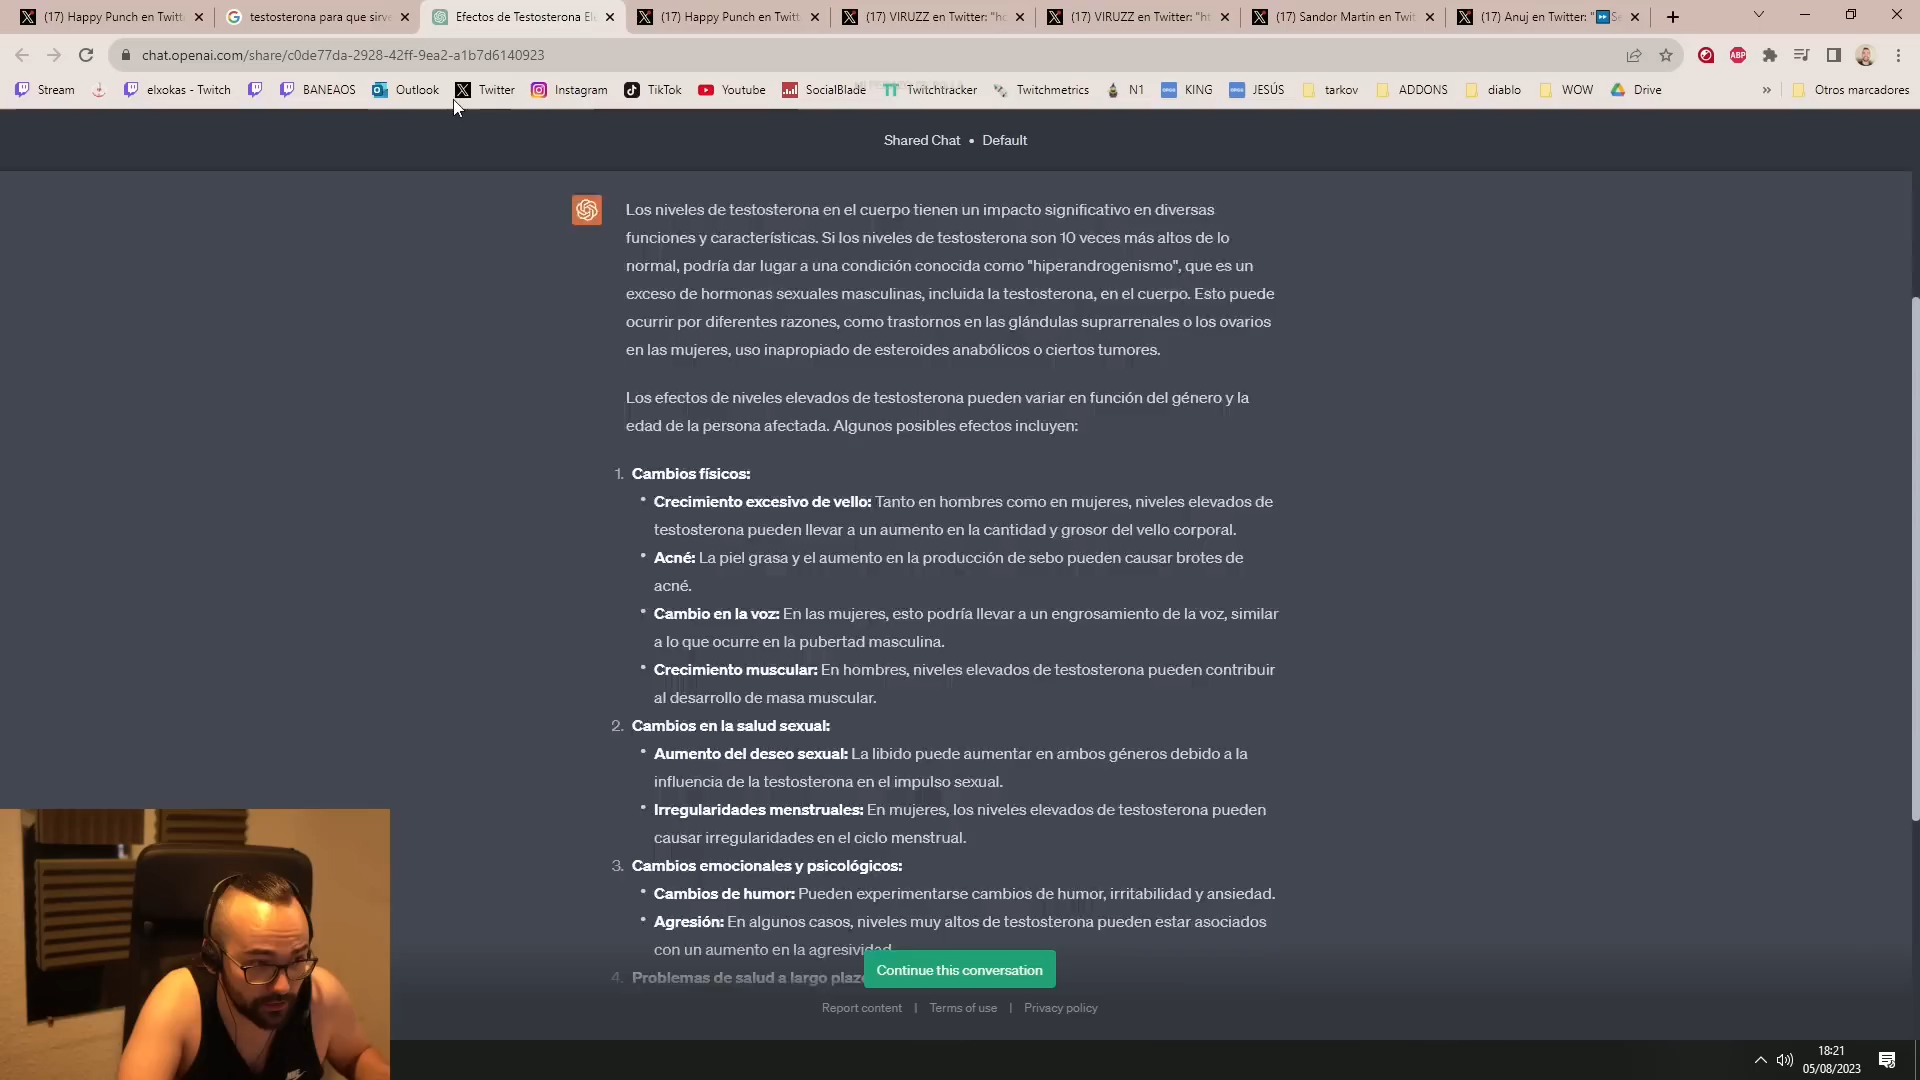 (17) Happy Punch en Twitt
testosterona para que sirve
Efectos de Testosterona Ele
(17) Happy Punch en Twitt
(17) VIRUZZ en Twitter: "hc
(17) VIRUZZ en Twitter: "ht
(17) Sandor Martin en Twit
(17) Anuj en Twitter: "⏩Se
chat.openai.com/share/c0de77da-2928-42ff-9ea2-a1b7d6140923
ABP
Stream
elxokas - Twitch
BANEAOS
Outlook
Twitter
Instagram
TikTok
Youtube
SocialBlade
Twitchtracker
Twitchmetrics
N1
KING
JESÚS
tarkov
ADDONS
diablo
WOW
Drive
»
Otros marcadores
Shared Chat • Default
Los niveles de testosterona en el cuerpo tienen un impacto significativo en diversas
funciones y características. Si los niveles de testosterona son 10 veces más altos de lo
normal, podría dar lugar a una condición conocida como "hiperandrogenismo", que es un
exceso de hormonas sexuales masculinas, incluida la testosterona, en el cuerpo. Esto puede
ocurrir por diferentes razones, como trastornos en las glándulas suprarrenales o los ovarios
en las mujeres, uso inapropiado de esteroides anabólicos o ciertos tumores.
Los efectos de niveles elevados de testosterona pueden variar en función del género y la
edad de la persona afectada. Algunos posibles efectos incluyen:
1. Cambios físicos:
• Crecimiento excesivo de vello: Tanto en hombres como en mujeres, niveles elevados de
testosterona pueden llevar a un aumento en la cantidad y grosor del vello corporal.
• Acné: La piel grasa y el aumento en la producción de sebo pueden causar brotes de
acné.
• Cambio en la voz: En las mujeres, esto podría llevar a un engrosamiento de la voz, similar
a lo que ocurre en la pubertad masculina.
• Crecimiento muscular: En hombres, niveles elevados de testosterona pueden contribuir
al desarrollo de masa muscular.
2. Cambios en la salud sexual:
• Aumento del deseo sexual: La libido puede aumentar en ambos géneros debido a la
influencia de la testosterona en el impulso sexual.
• Irregularidades menstruales: En mujeres, los niveles elevados de testosterona pueden
causar irregularidades en el ciclo menstrual.
3. Cambios emocionales y psicológicos:
• Cambios de humor: Pueden experimentarse cambios de humor, irritabilidad y ansiedad.
• Agresión: En algunos casos, niveles muy altos de testosterona pueden estar asociados
con un aumento en la agresividad.
4. Problemas de salud a largo plazo
Continue this conversation
Report content | Terms of use | Privacy policy
18:21
05/08/2023